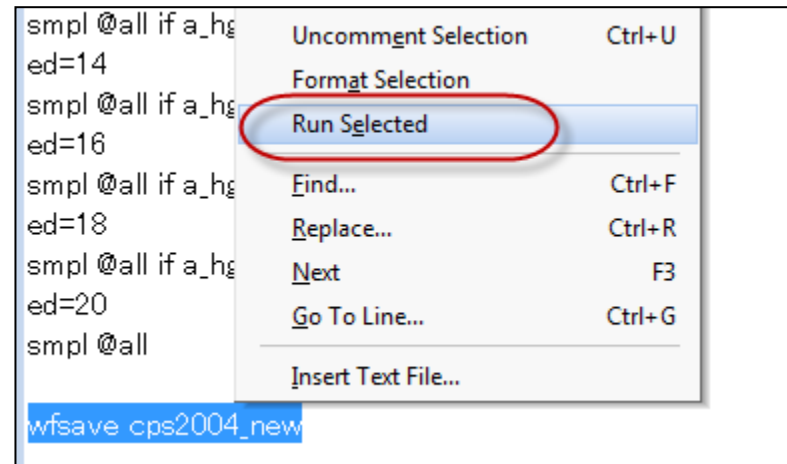 smpl @all if a_hg
ed=14
smpl @all if a_hg
ed=16
smpl @all if a_hg
ed=18
smpl @all if a_hg
ed=20
smpl @all
wfsave cps2004_new
Uncomment Selection Ctrl+U
Format Selection
Run Selected
Find... Ctrl+F
Replace... Ctrl+R
Next F3
Go To Line... Ctrl+G
Insert Text File...